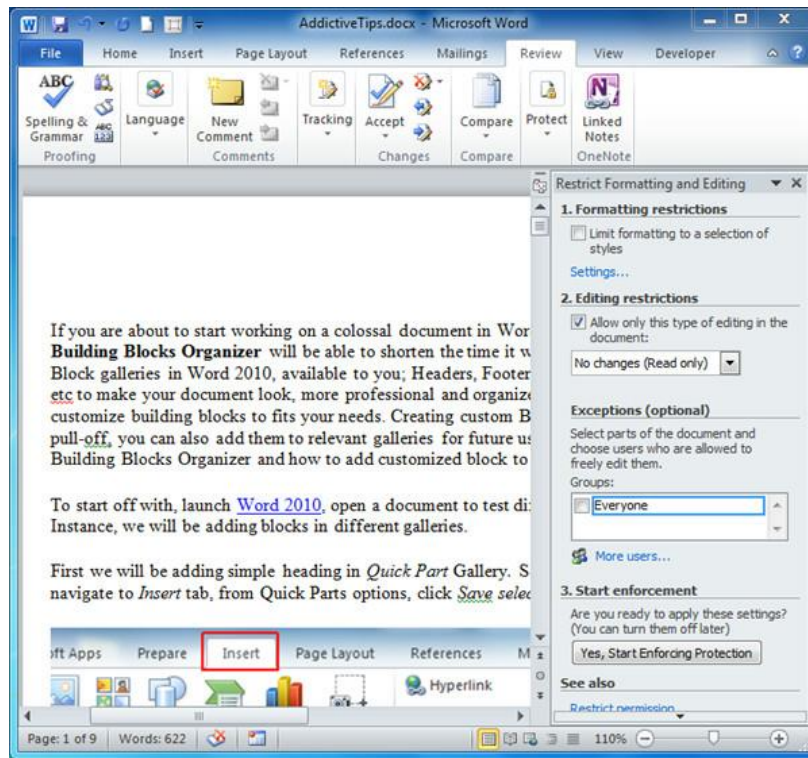 AddictiveTips.docx - Microsoft Word
File Home Insert Page Layout References Mailings Review View Developer
ABC
Spelling & Grammar
ABC
123
Language
New Comment
Tracking
Accept
Compare
Protect
Linked Notes
Proofing Comments Changes Compare OneNote
Restrict Formatting and Editing
1. Formatting restrictions
Limit formatting to a selection of
styles
Settings...
2. Editing restrictions
Allow only this type of editing in the
document:
No changes (Read only)
Exceptions (optional)
Select parts of the document and
choose users who are allowed to
freely edit them.
Groups:
Everyone
More users...
3. Start enforcement
Are you ready to apply these settings?
(You can turn them off later)
Yes, Start Enforcing Protection
See also
Restrict permission
If you are about to start working on a colossal document in Wor
Building Blocks Organizer will be able to shorten the time it w
Block galleries in Word 2010, available to you; Headers, Footer
etc to make your document look, more professional and organize
customize building blocks to fits your needs. Creating custom B
pull-off, you can also add them to relevant galleries for future us
Building Blocks Organizer and how to add customized block to
To start off with, launch Word 2010, open a document to test di
Instance, we will be adding blocks in different galleries.
First we will be adding simple heading in Quick Part Gallery. S
navigate to Insert tab, from Quick Parts options, click Save selec
ft Apps Prepare Insert Page Layout References M
Hyperlink
Page: 1 of 9 Words: 622 110%